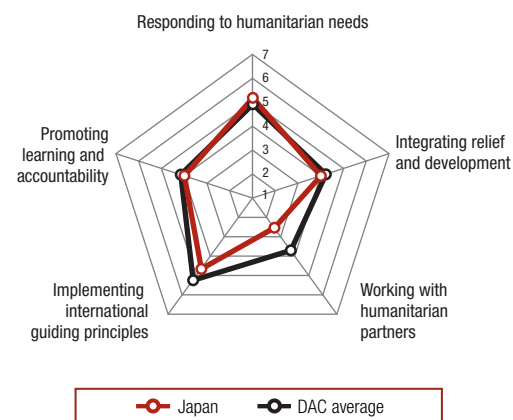 Responding to humanitarian needs
7
6
5
4
3
2
1
Promoting
learning and
accountability
Integrating relief
and development
Implementing
international
guiding principles
Working with
humanitarian
partners
Japan
DAC average